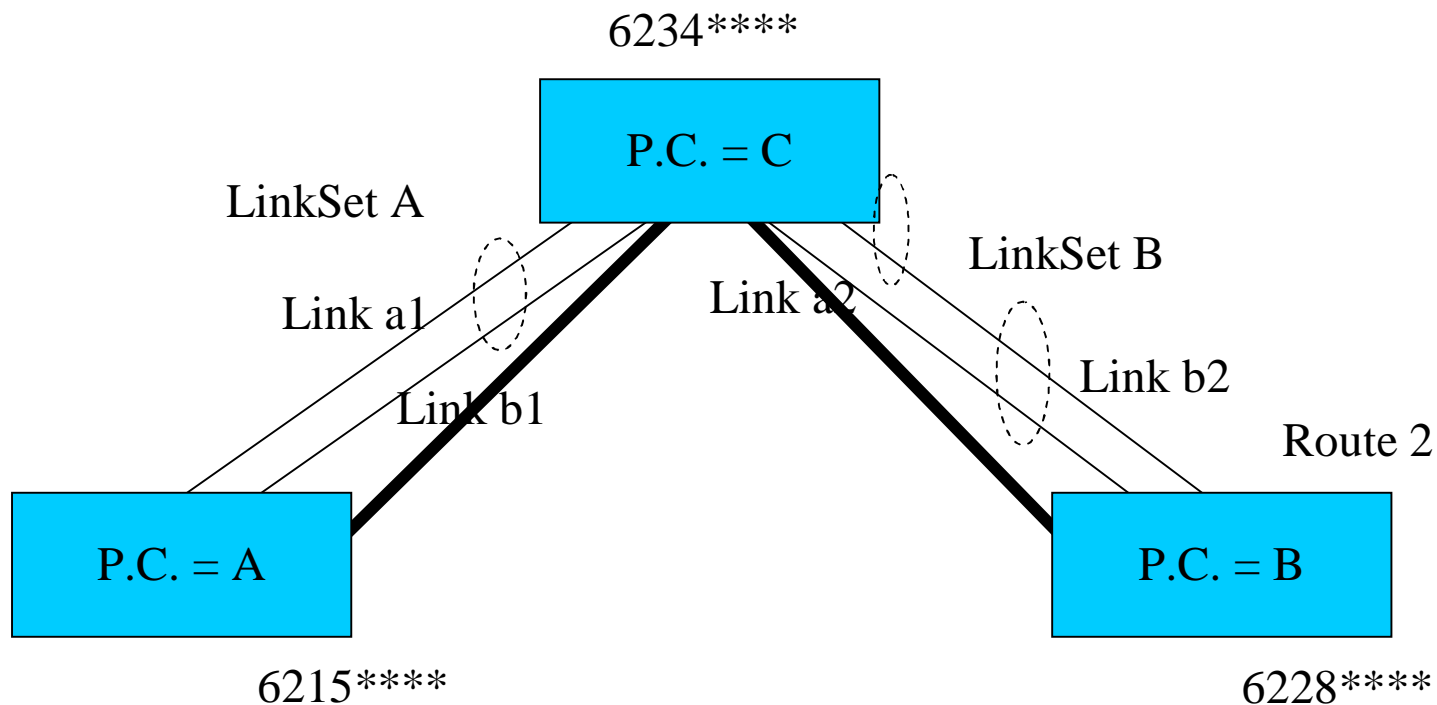 6234****
P.C. = C
LinkSet A
LinkSet B
Link a1
Link a2
Link b1
Link b2
Route 2
P.C. = A
P.C. = B
6215****
6228****